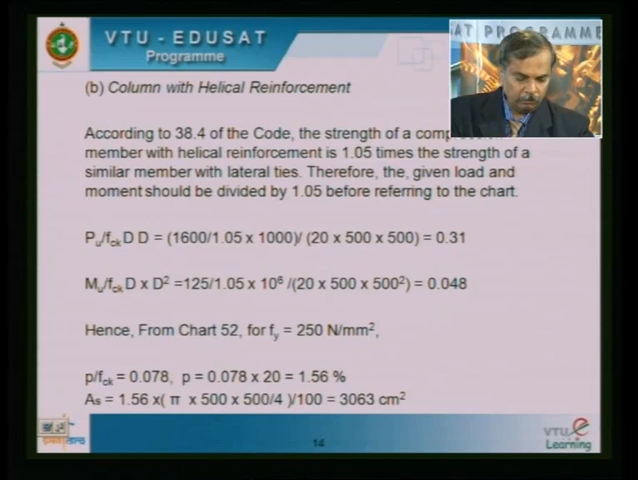 VTU - EDUSAT
Programme
AT PROGRAMME
(b) Column with Helical Reinforcement
According to 38.4 of the Code, the strength of a
member with helical reinforcement is 1.05 times the strength of a
similar member with lateral ties. Therefore, the, given load and
moment should be divided by 1.05 before referring to the chart.
Pu/fck D D = (1600/1.05 x 1000)/ (20 x 500 x 500) = 0.31
Mu/fck D x D² =125/1.05 x 10⁶ /(20 x 500 x 500²) = 0.048
Hence, From Chart 52, for fy = 250 N/mm²,
p/fck = 0.078, p = 0.078 x 20 = 1.56 %
As = 1.56 x( π x 500 x 500/4 )/100 = 3063 cm²
14
VTU e
Learning